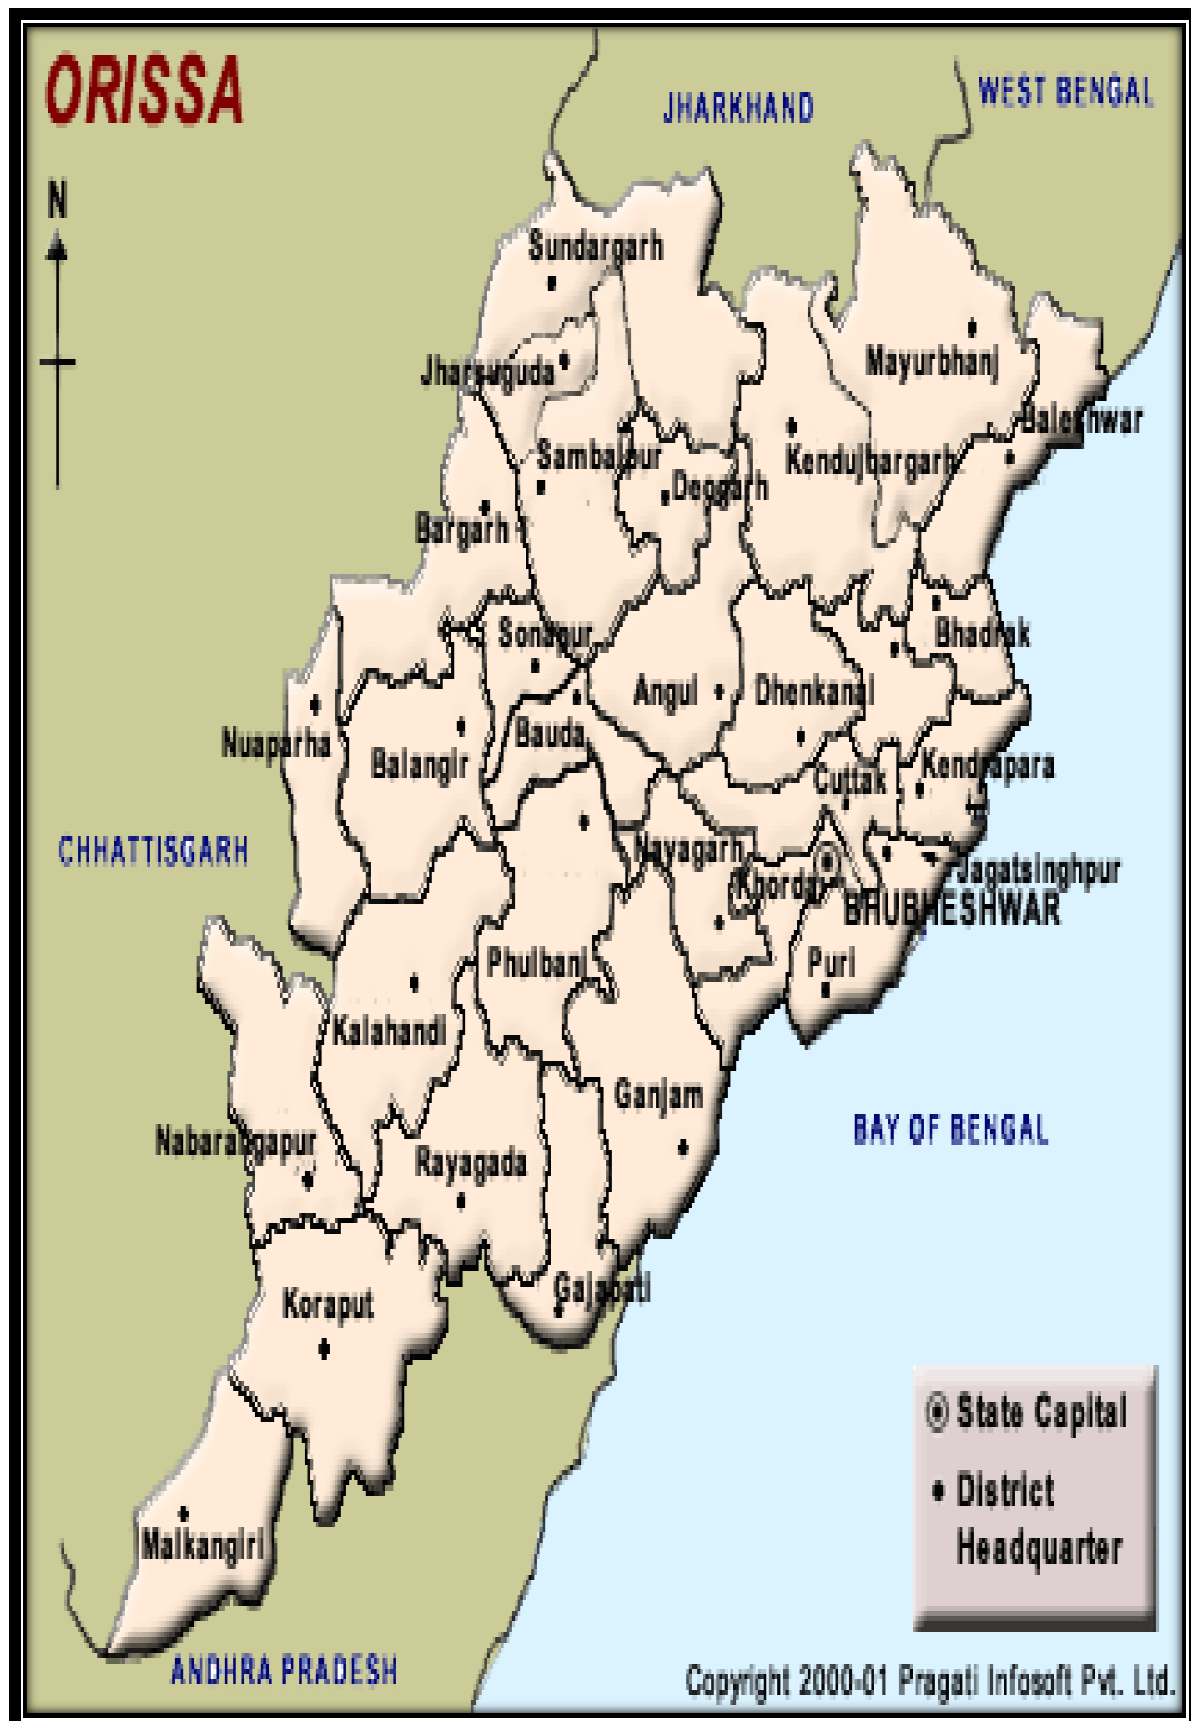 ORISSA
JHARKHAND
WEST BENGAL
N
Sundargarh
Mayurbhanj
Jharsuguda
Baleshwar
Sambalpur
Kendujhargarh
Deogarh
Bargarh
Sonapur
Bhadrak
Angul
Dhenkanal
Nuaparha
Bauda
Balangir
Kendrapara
Cuttak
CHHATTISGARH
Nayagarh
Jagatsinghpur
Khorda
BHUBHESHWAR
Phulbani
Puri
Kalahandi
Ganjam
BAY OF BENGAL
Nabarangapur
Rayagada
Gajapati
Koraput
State Capital
District
Headquarter
Malkangiri
ANDHRA PRADESH
Copyright 2000-01 Pragati Infosoft Pvt. Ltd.